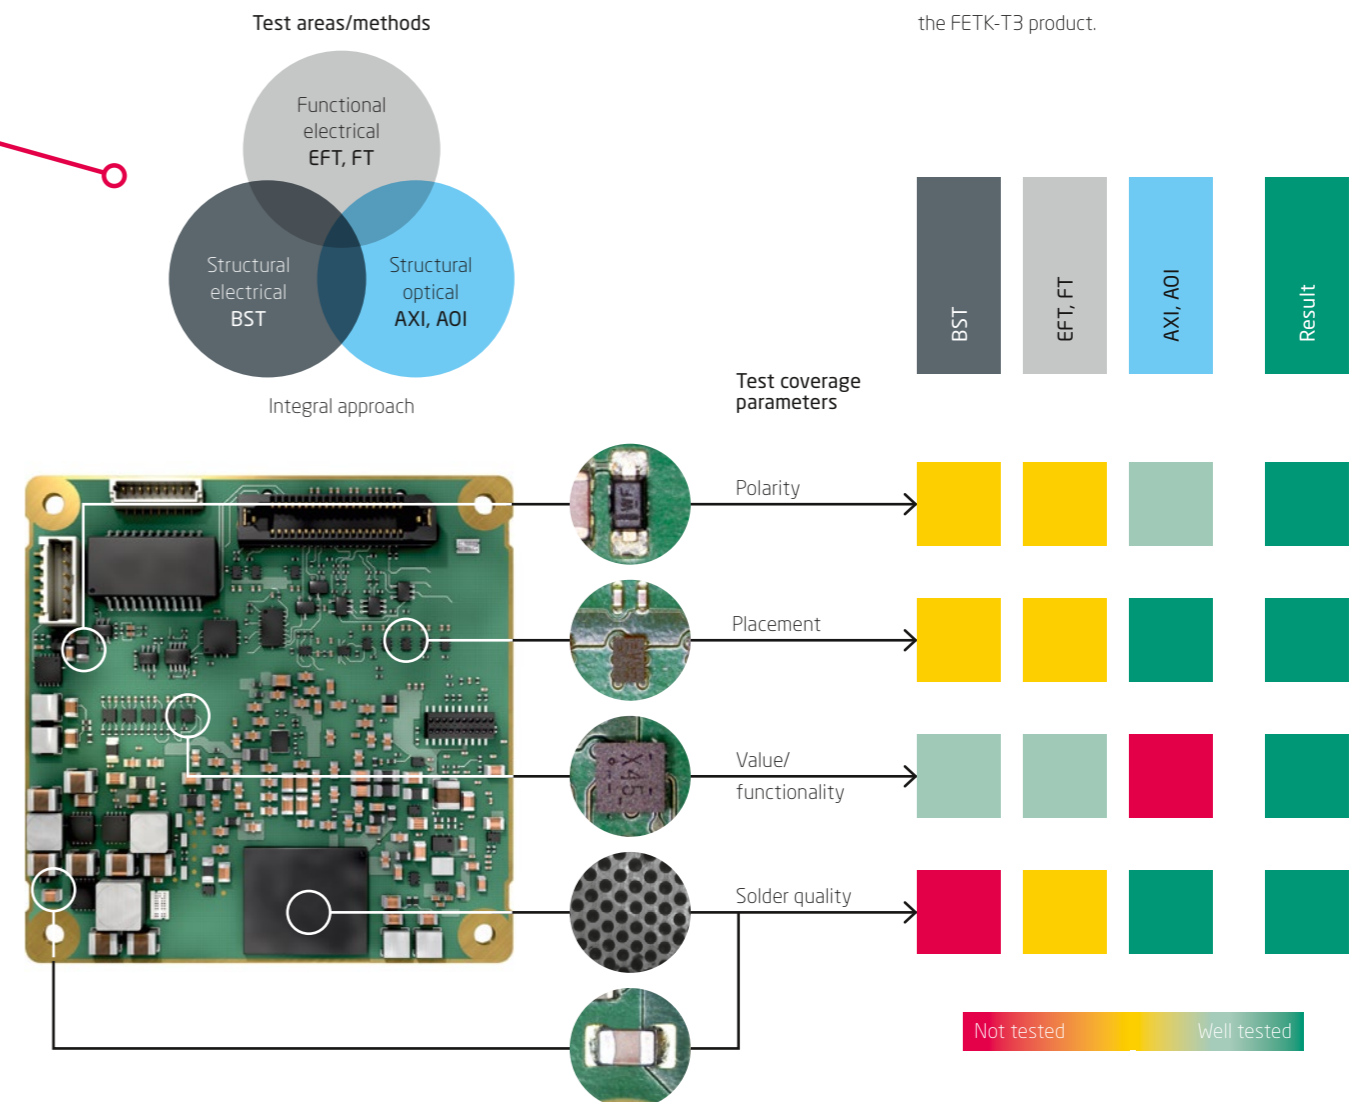 Test areas/methods
the FETK-T3 product.
Functional
electrical
EFT, FT
Structural
electrical
BST
Structural
optical
AXI, AOI
Integral approach
BST
EFT, FT
AXI, AOI
Result
Test coverage
parameters
Polarity
Placement
Value/
functionality
Solder quality
WF
X45
Not tested
Well tested